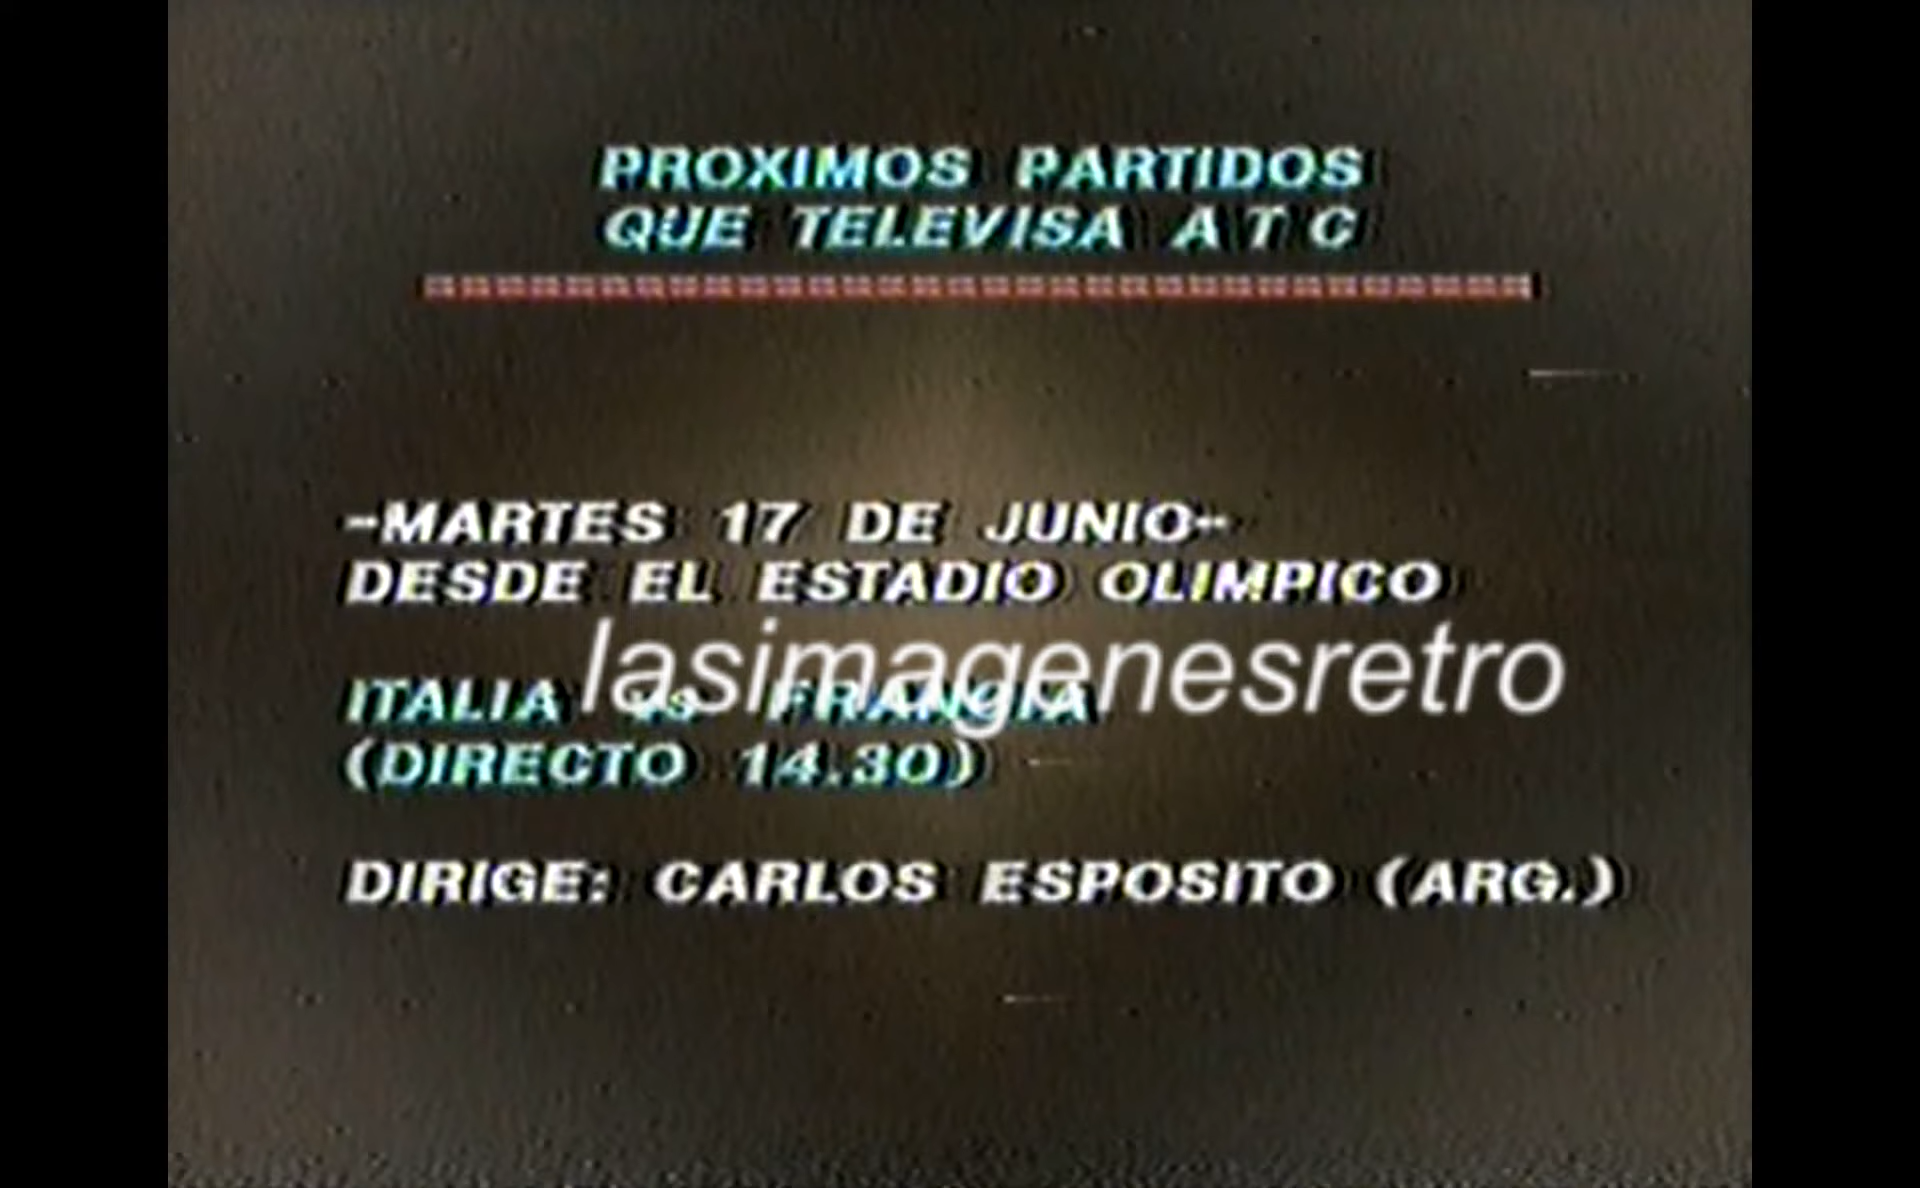 PROXIMOS PARTIDOS
QUE TELEVISA A T C
-MARTES 17 DE JUNIO-
DESDE EL ESTADIO OLIMPICO
lasimagenesretro
ITALIA vs FRANCIA
(DIRECTO 14.30)
DIRIGE: CARLOS ESPOSITO (ARG.)